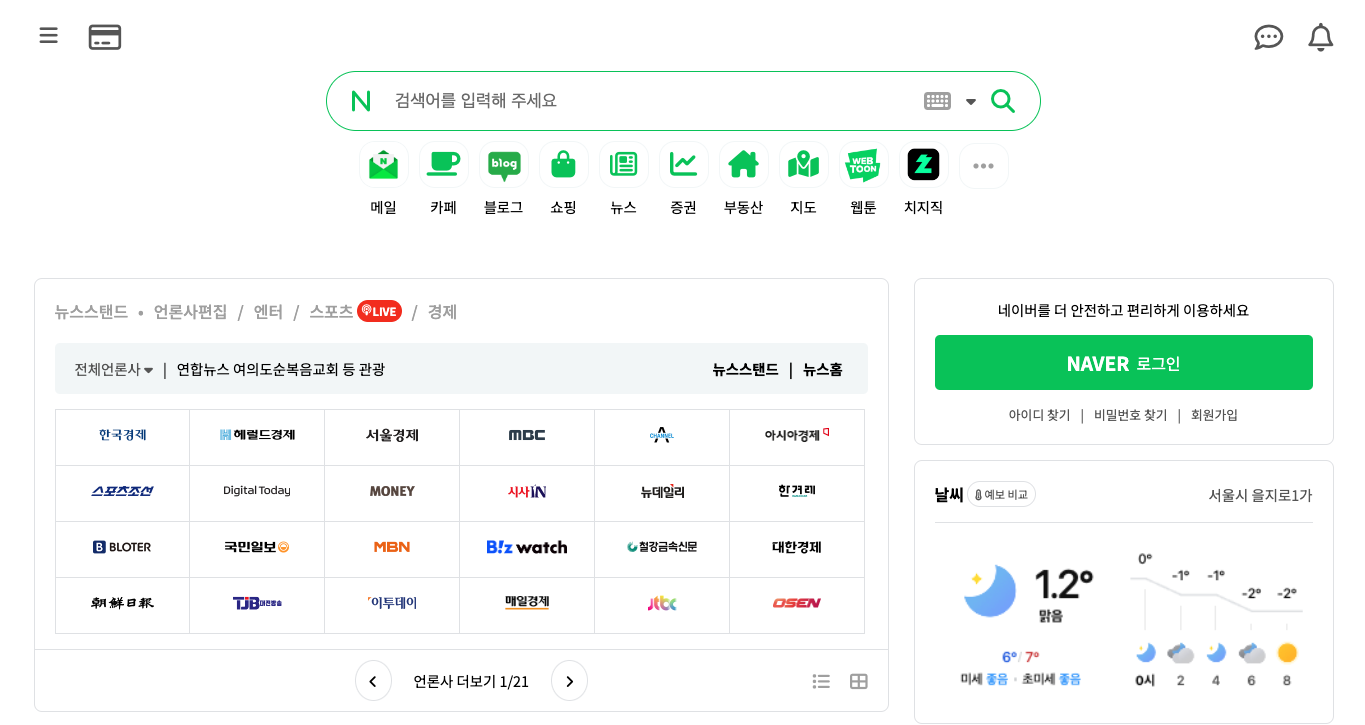 N 검색어를 입력해 주세요
N blog WEB TOON
메일 카페 블로그 쇼핑 뉴스 증권 부동산 지도 웹툰 치지직
뉴스스탠드 • 언론사편집 / 엔터 / 스포츠 LIVE / 경제
전체언론사 | 연합뉴스 여의도순복음교회 등 관광 뉴스스탠드 | 뉴스홈
한국경제 헤럴드경제 서울경제 MBC CHANNEL A 아시아경제
스포츠조선 Digital Today MONEY 시사IN 뉴데일리 한겨레
B BLOTER 국민일보 MBN B!z watch 철강금속신문 대한경제
朝鮮日報 TJB 대전방송 이투데이 매일경제 jtbc OSEN
언론사 더보기 1/21
네이버를 더 안전하고 편리하게 이용하세요
NAVER 로그인
아이디 찾기 | 비밀번호 찾기 | 회원가입
날씨 예보 비교 서울시 을지로1가
1.2°
맑음
6°/7°
미세 좋음 · 초미세 좋음
0° -1° -1° -2° -2°
0시 2 4 6 8